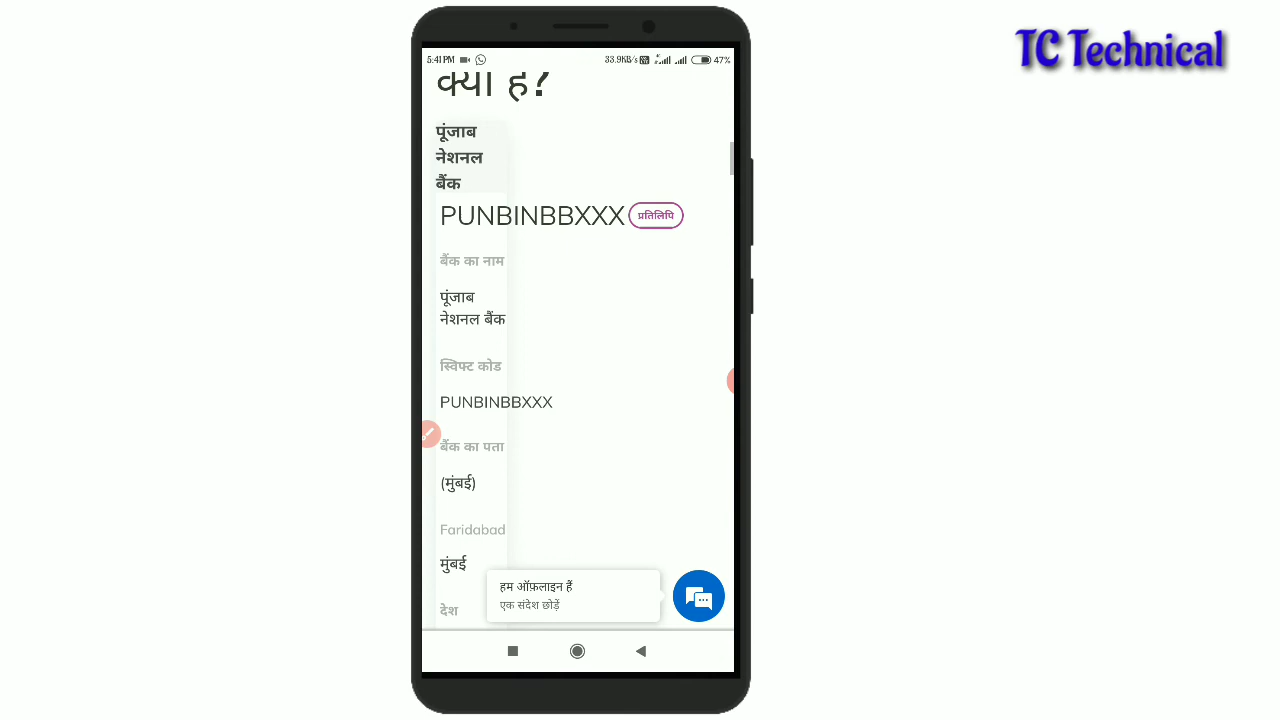 TC Technical
5:41 PM
33.9KB/s
47%
क्या है?
पूंजाब
नेशनल
बैंक
PUNBINBBXXX प्रतिलिपि
बैंक का नाम
पूंजाब
नेशनल बैंक
स्विफ्ट कोड
PUNBINBBXXX
बैंक का पता
(मुंबई)
Faridabad
मुंबई
हम ऑफ़लाइन हैं
एक संदेश छोड़ें
देश